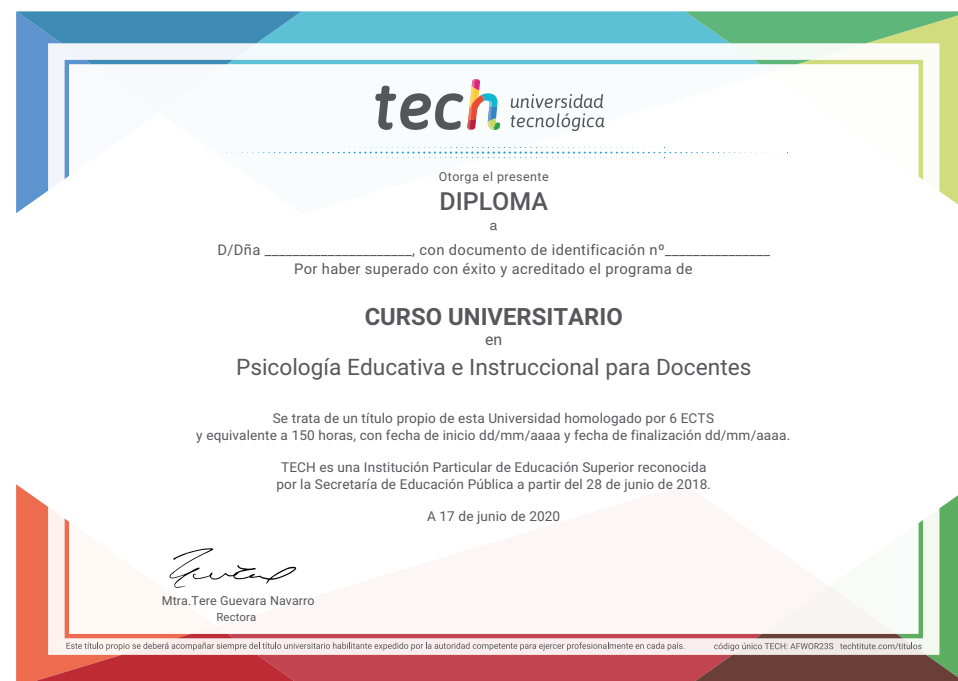 tech universidad
tecnológica
Otorga el presente
DIPLOMA
a
D/Dña _____________________, con documento de identificación nº_______________
Por haber superado con éxito y acreditado el programa de
CURSO UNIVERSITARIO
en
Psicología Educativa e Instruccional para Docentes
Se trata de un título propio de esta Universidad homologado por 6 ECTS
y equivalente a 150 horas, con fecha de inicio dd/mm/aaaa y fecha de finalización dd/mm/aaaa.
TECH es una Institución Particular de Educación Superior reconocida
por la Secretaría de Educación Pública a partir del 28 de junio de 2018.
A 17 de junio de 2020
Mtra.Tere Guevara Navarro
Rectora
Este título propio se deberá acompañar siempre del título universitario habilitante expedido por la autoridad competente para ejercer profesionalmente en cada país. código único TECH: AFWOR23S techtitute.com/titulos